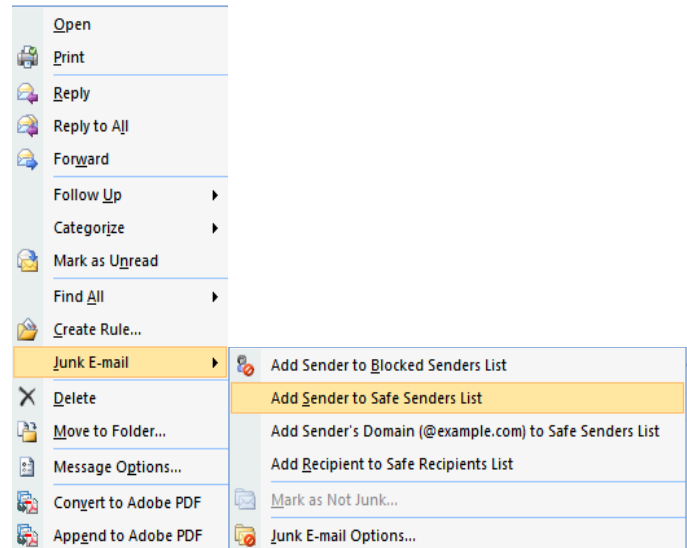 Open
Print
Reply
Reply to All
Forward
Follow Up
Categorize
Mark as Unread
Find All
Create Rule...
Junk E-mail
Delete
Move to Folder...
Message Options...
Convert to Adobe PDF
Append to Adobe PDF
Add Sender to Blocked Senders List
Add Sender to Safe Senders List
Add Sender's Domain (@example.com) to Safe Senders List
Add Recipient to Safe Recipients List
Mark as Not Junk...
Junk E-mail Options...